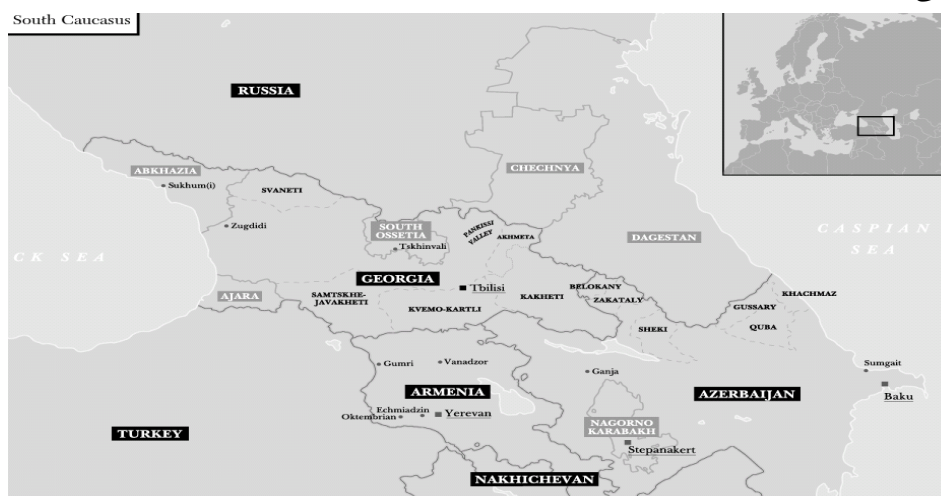 South Caucasus
g
RUSSIA
ABKHAZIA
Sukhum(i)
SVANETI
CHECHNYA
Zugdidi
SOUTH
OSSETIA
Tskhinvali
PANKISSI
VALLEY
AKHMETA
DAGESTAN
CASPIAN
SEA
CK SEA
GEORGIA
Tbilisi
AJARA
SAMTSKHE-
JAVAKHETI
KVEMO-KARTLI
KAKHETI
BELOKANY
ZAKATALY
SHEKI
GUSSARY
KHACHMAZ
QUBA
Gumri
Vanadzor
Ganja
Sumgait
Baku
ARMENIA
AZERBAIJAN
Echmiadzin
Oktembrian
Yerevan
TURKEY
NAGORNO
KARABAKH
Stepanakert
NAKHICHEVAN